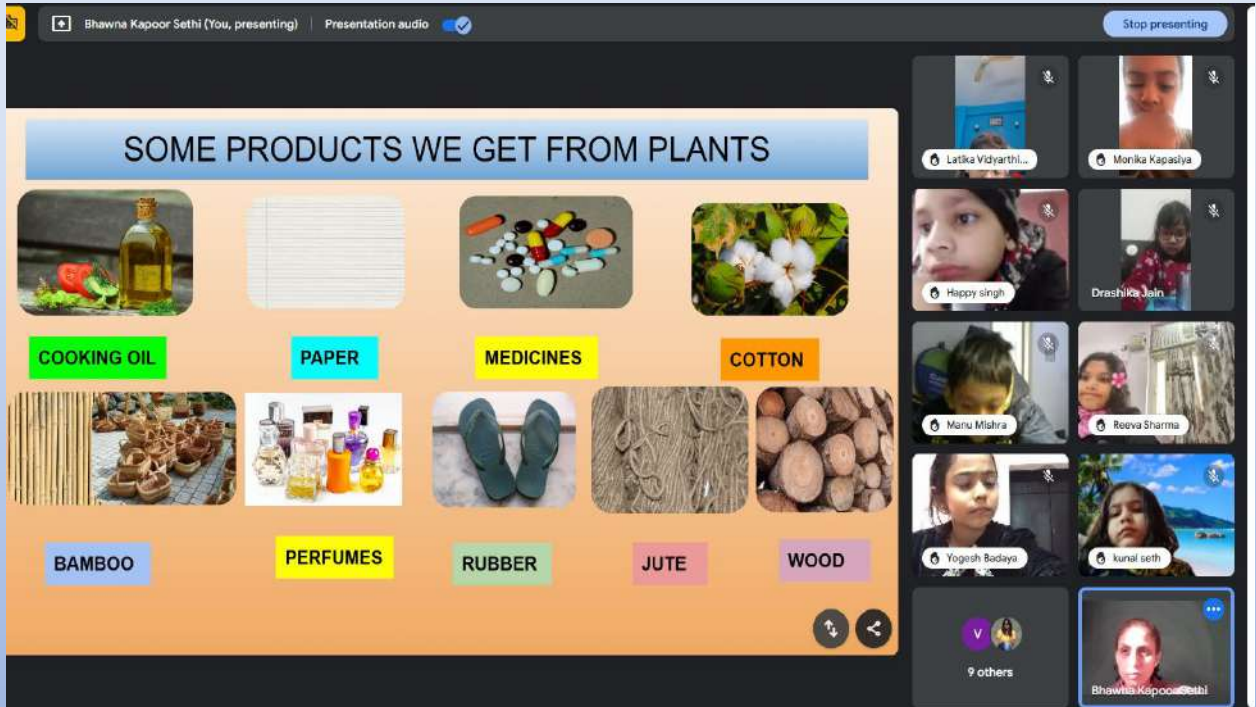 Bhawna Kapoor Sethi (You, presenting) | Presentation audio
Stop presenting
SOME PRODUCTS WE GET FROM PLANTS
COOKING OIL
PAPER
MEDICINES
COTTON
BAMBOO
PERFUMES
RUBBER
JUTE
WOOD
Latika Vidyarthi...
Monika Kapasiya
Happy singh
Drashika Jain
Manu Mishra
Reeva Sharma
Yogesh Badaya
kunal seth
V
9 others
Bhawna Kapoor Sethi